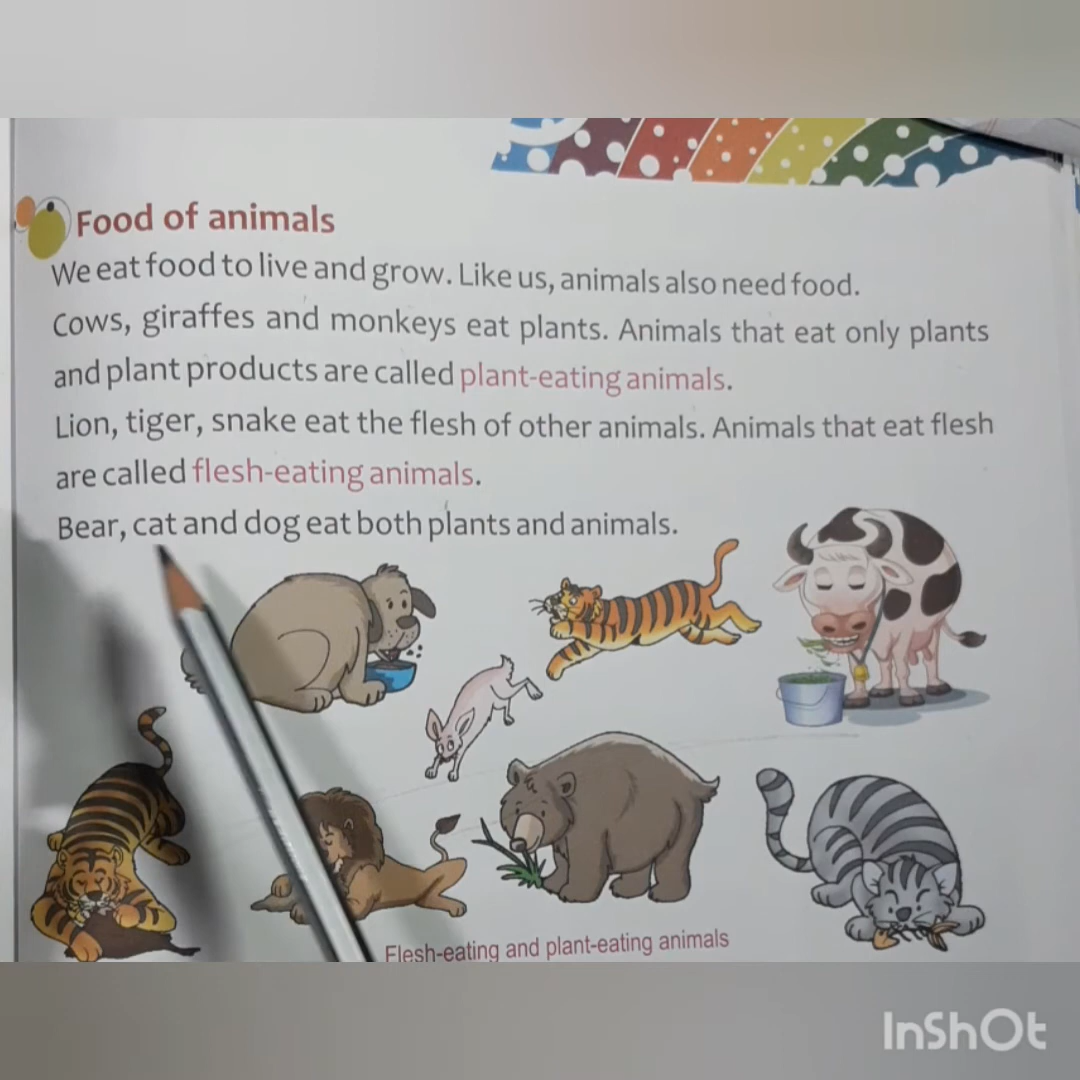 Food of animals
We eat food to live and grow. Like us, animals also need food.
Cows, giraffes and monkeys eat plants. Animals that eat only plants
and plant products are called plant-eating animals.
Lion, tiger, snake eat the flesh of other animals. Animals that eat flesh
are called flesh-eating animals.
Bear, cat and dog eat both plants and animals.
Flesh-eating and plant-eating animals
InShOt